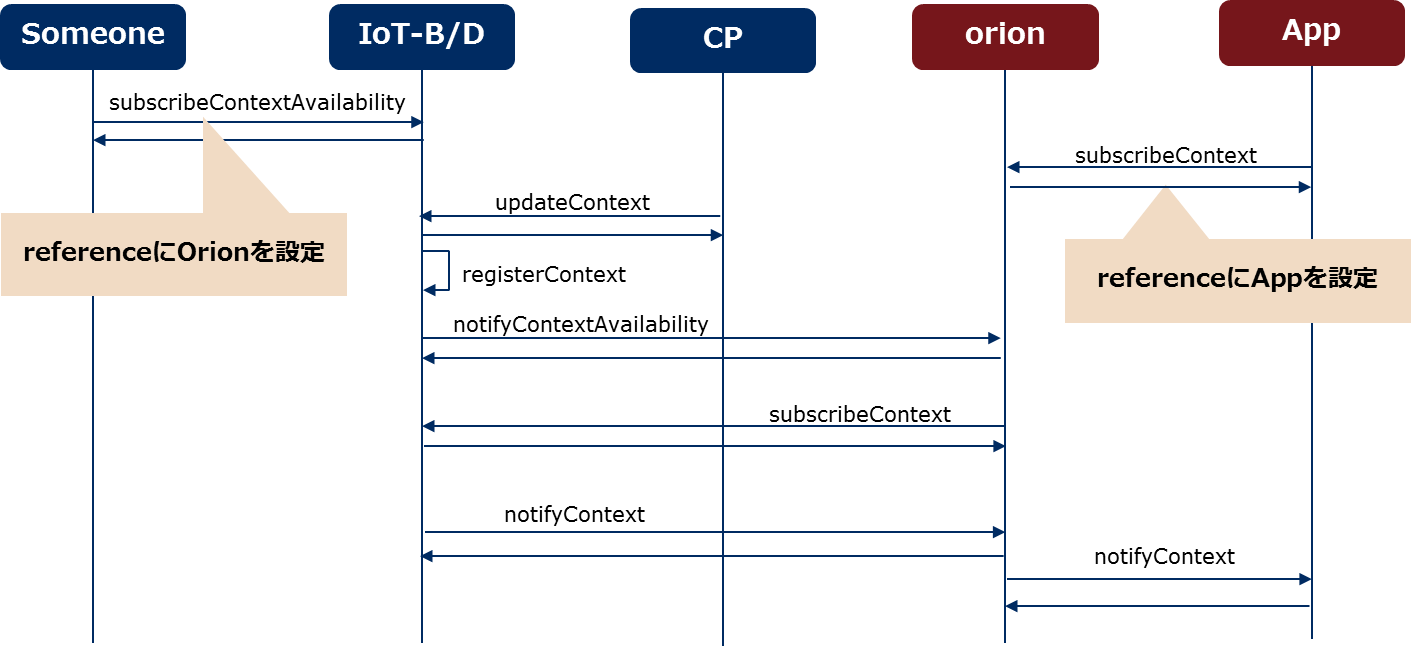 Someone
IoT-B/D
CP
orion
App
subscribeContextAvailability
subscribeContext
updateContext
referenceにOrionを設定
referenceにAppを設定
registerContext
notifyContextAvailability
subscribeContext
notifyContext
notifyContext